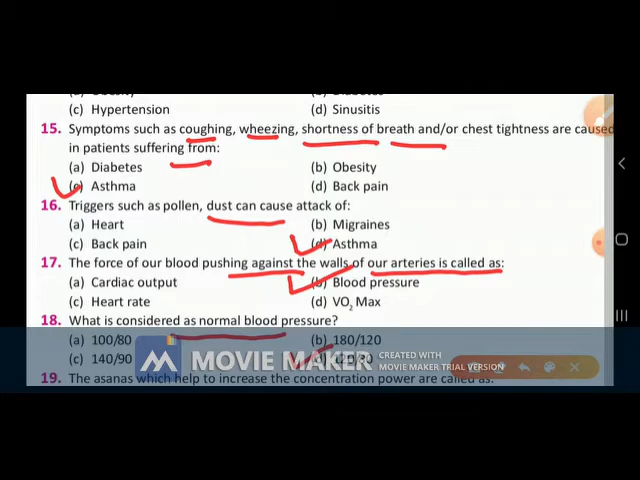 (c) Hypertension (d) Sinusitis
15. Symptoms such as coughing, wheezing, shortness of breath and/or chest tightness are caused
in patients suffering from:
(a) Diabetes (b) Obesity
(c) Asthma (d) Back pain
16. Triggers such as pollen, dust can cause attack of:
(a) Heart (b) Migraines
(c) Back pain (d) Asthma
17. The force of our blood pushing against the walls of our arteries is called as:
(a) Cardiac output (b) Blood pressure
(c) Heart rate (d) VO₂ Max
18. What is considered as normal blood pressure?
(a) 100/80 (b) 180/120
(c) 140/90 (d) 120/80
MOVIE MAKER
CREATED WITH
MOVIE MAKER TRIAL VERSION
19. The asanas which help to increase the concentration power are called as: